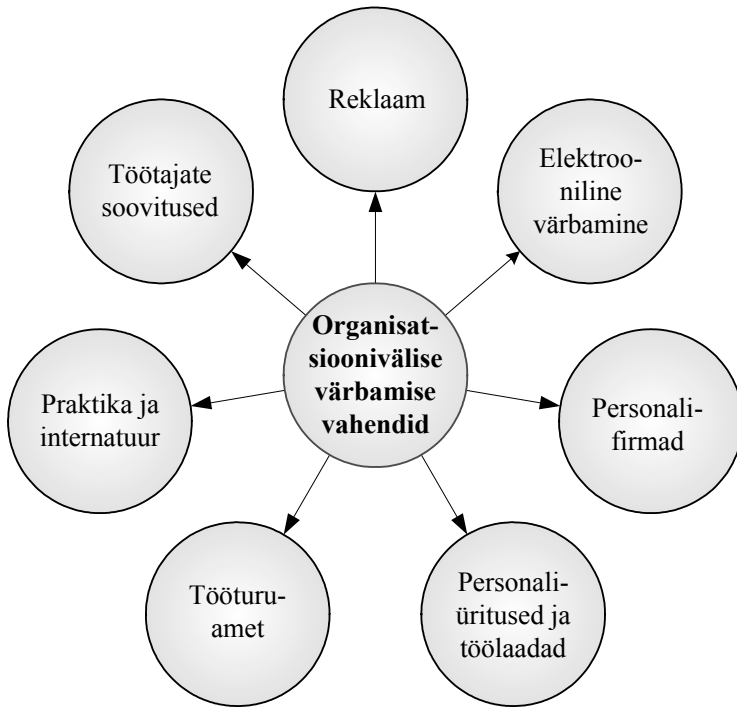 Reklaam
Elektroo-
niline
värbamine
Töötajate
soovitused
Organisat-
sioonivälise
värbamise
vahendid
Praktika ja
internatuur
Personali-
firmad
Tööturu-
amet
Personali-
üritused ja
töölaadad